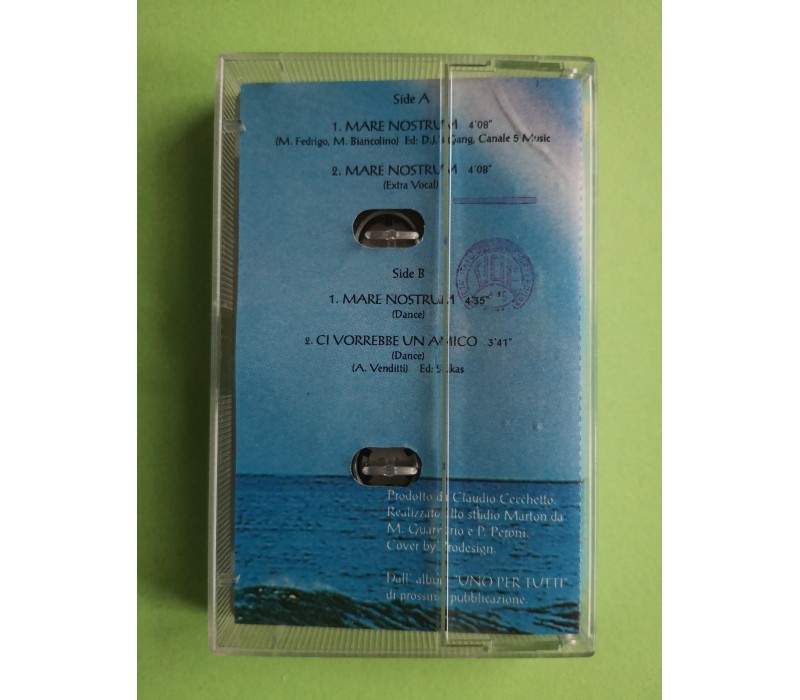 Side A
1. MARE NOSTRUM 4'08"
(M. Fedrigo, M. Biancolino) Ed: D.J.'s Gang, Canale 5 Music
2. MARE NOSTRUM 4'08"
(Extra Vocal)
Side B
1. MARE NOSTRUM 4'35"
(Dance)
2. CI VORREBBE UN AMICO 3'41"
(Dance)
(A. Venditti) Ed:
Prodotto da Claudio Cecchetto.
Realizzato allo studio Marton da
M. Guarnerio e P. Peroni.
Cover by Prodesign.
Dall' album "UNO PER TUTTI"
di prossima pubblicazione.